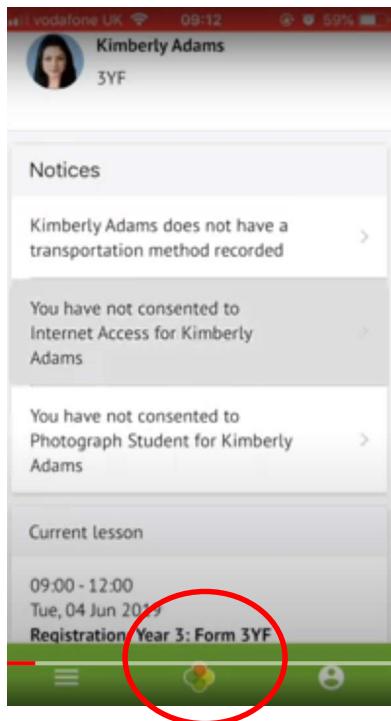 vodafone UK 09:12 59%
Kimberly Adams
3YF
Notices
Kimberly Adams does not have a
transportation method recorded
You have not consented to
Internet Access for Kimberly
Adams
You have not consented to
Photograph Student for Kimberly
Adams
Current lesson
09:00 - 12:00
Tue, 04 Jun 2019
Registration, Year 3: Form 3YF